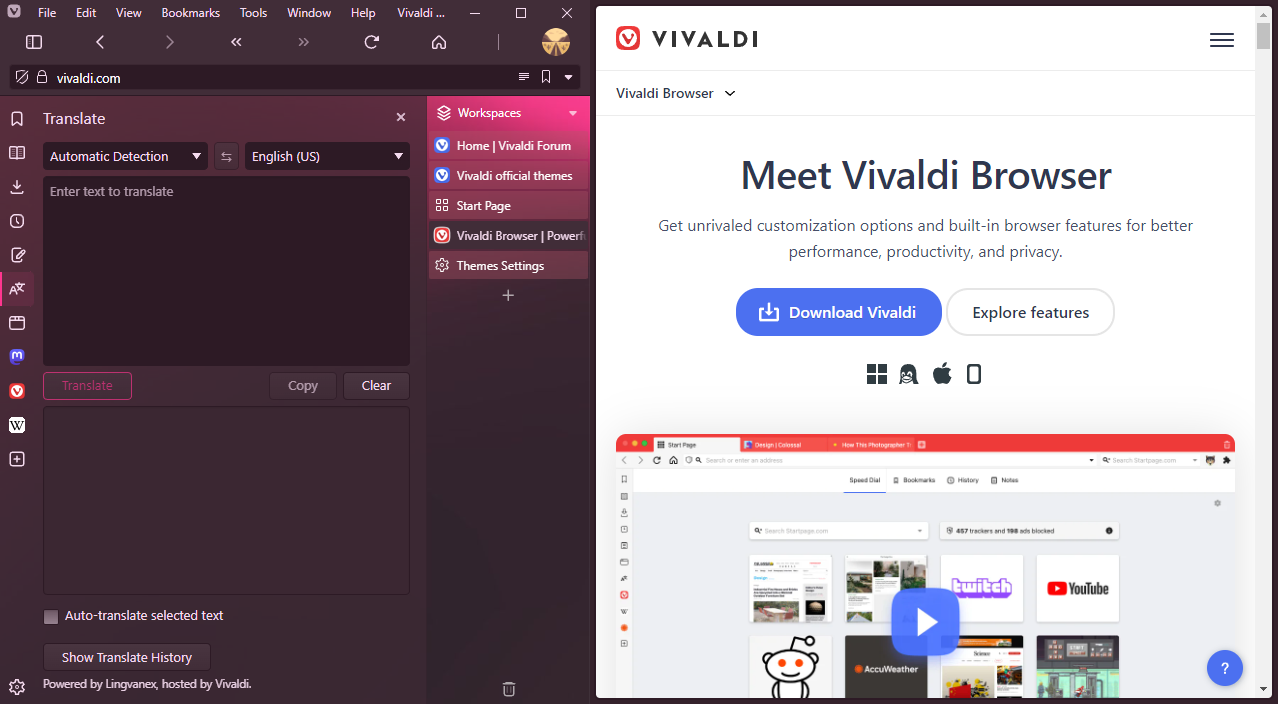 File Edit View Bookmarks Tools Window Help Vivaldi ...
vivaldi.com
Translate
Automatic Detection English (US)
Enter text to translate
Translate Copy Clear
Auto-translate selected text
Show Translate History
Powered by Lingvanex, hosted by Vivaldi.
W
Workspaces
Home | Vivaldi Forum
Vivaldi official themes
Start Page
Vivaldi Browser | Powerfu
Themes Settings
VIVALDI
Vivaldi Browser
Meet Vivaldi Browser
Get unrivaled customization options and built-in browser features for better
performance, productivity, and privacy.
Download Vivaldi Explore features
Start Page Design | Colossal How This Photographer
Search or enter an address Search Startpage.com
Speed Dial Bookmarks History Notes
Search Startpage.com 457 trackers and 198 ads blocked
twitch YouTube
AccuWeather Science
?